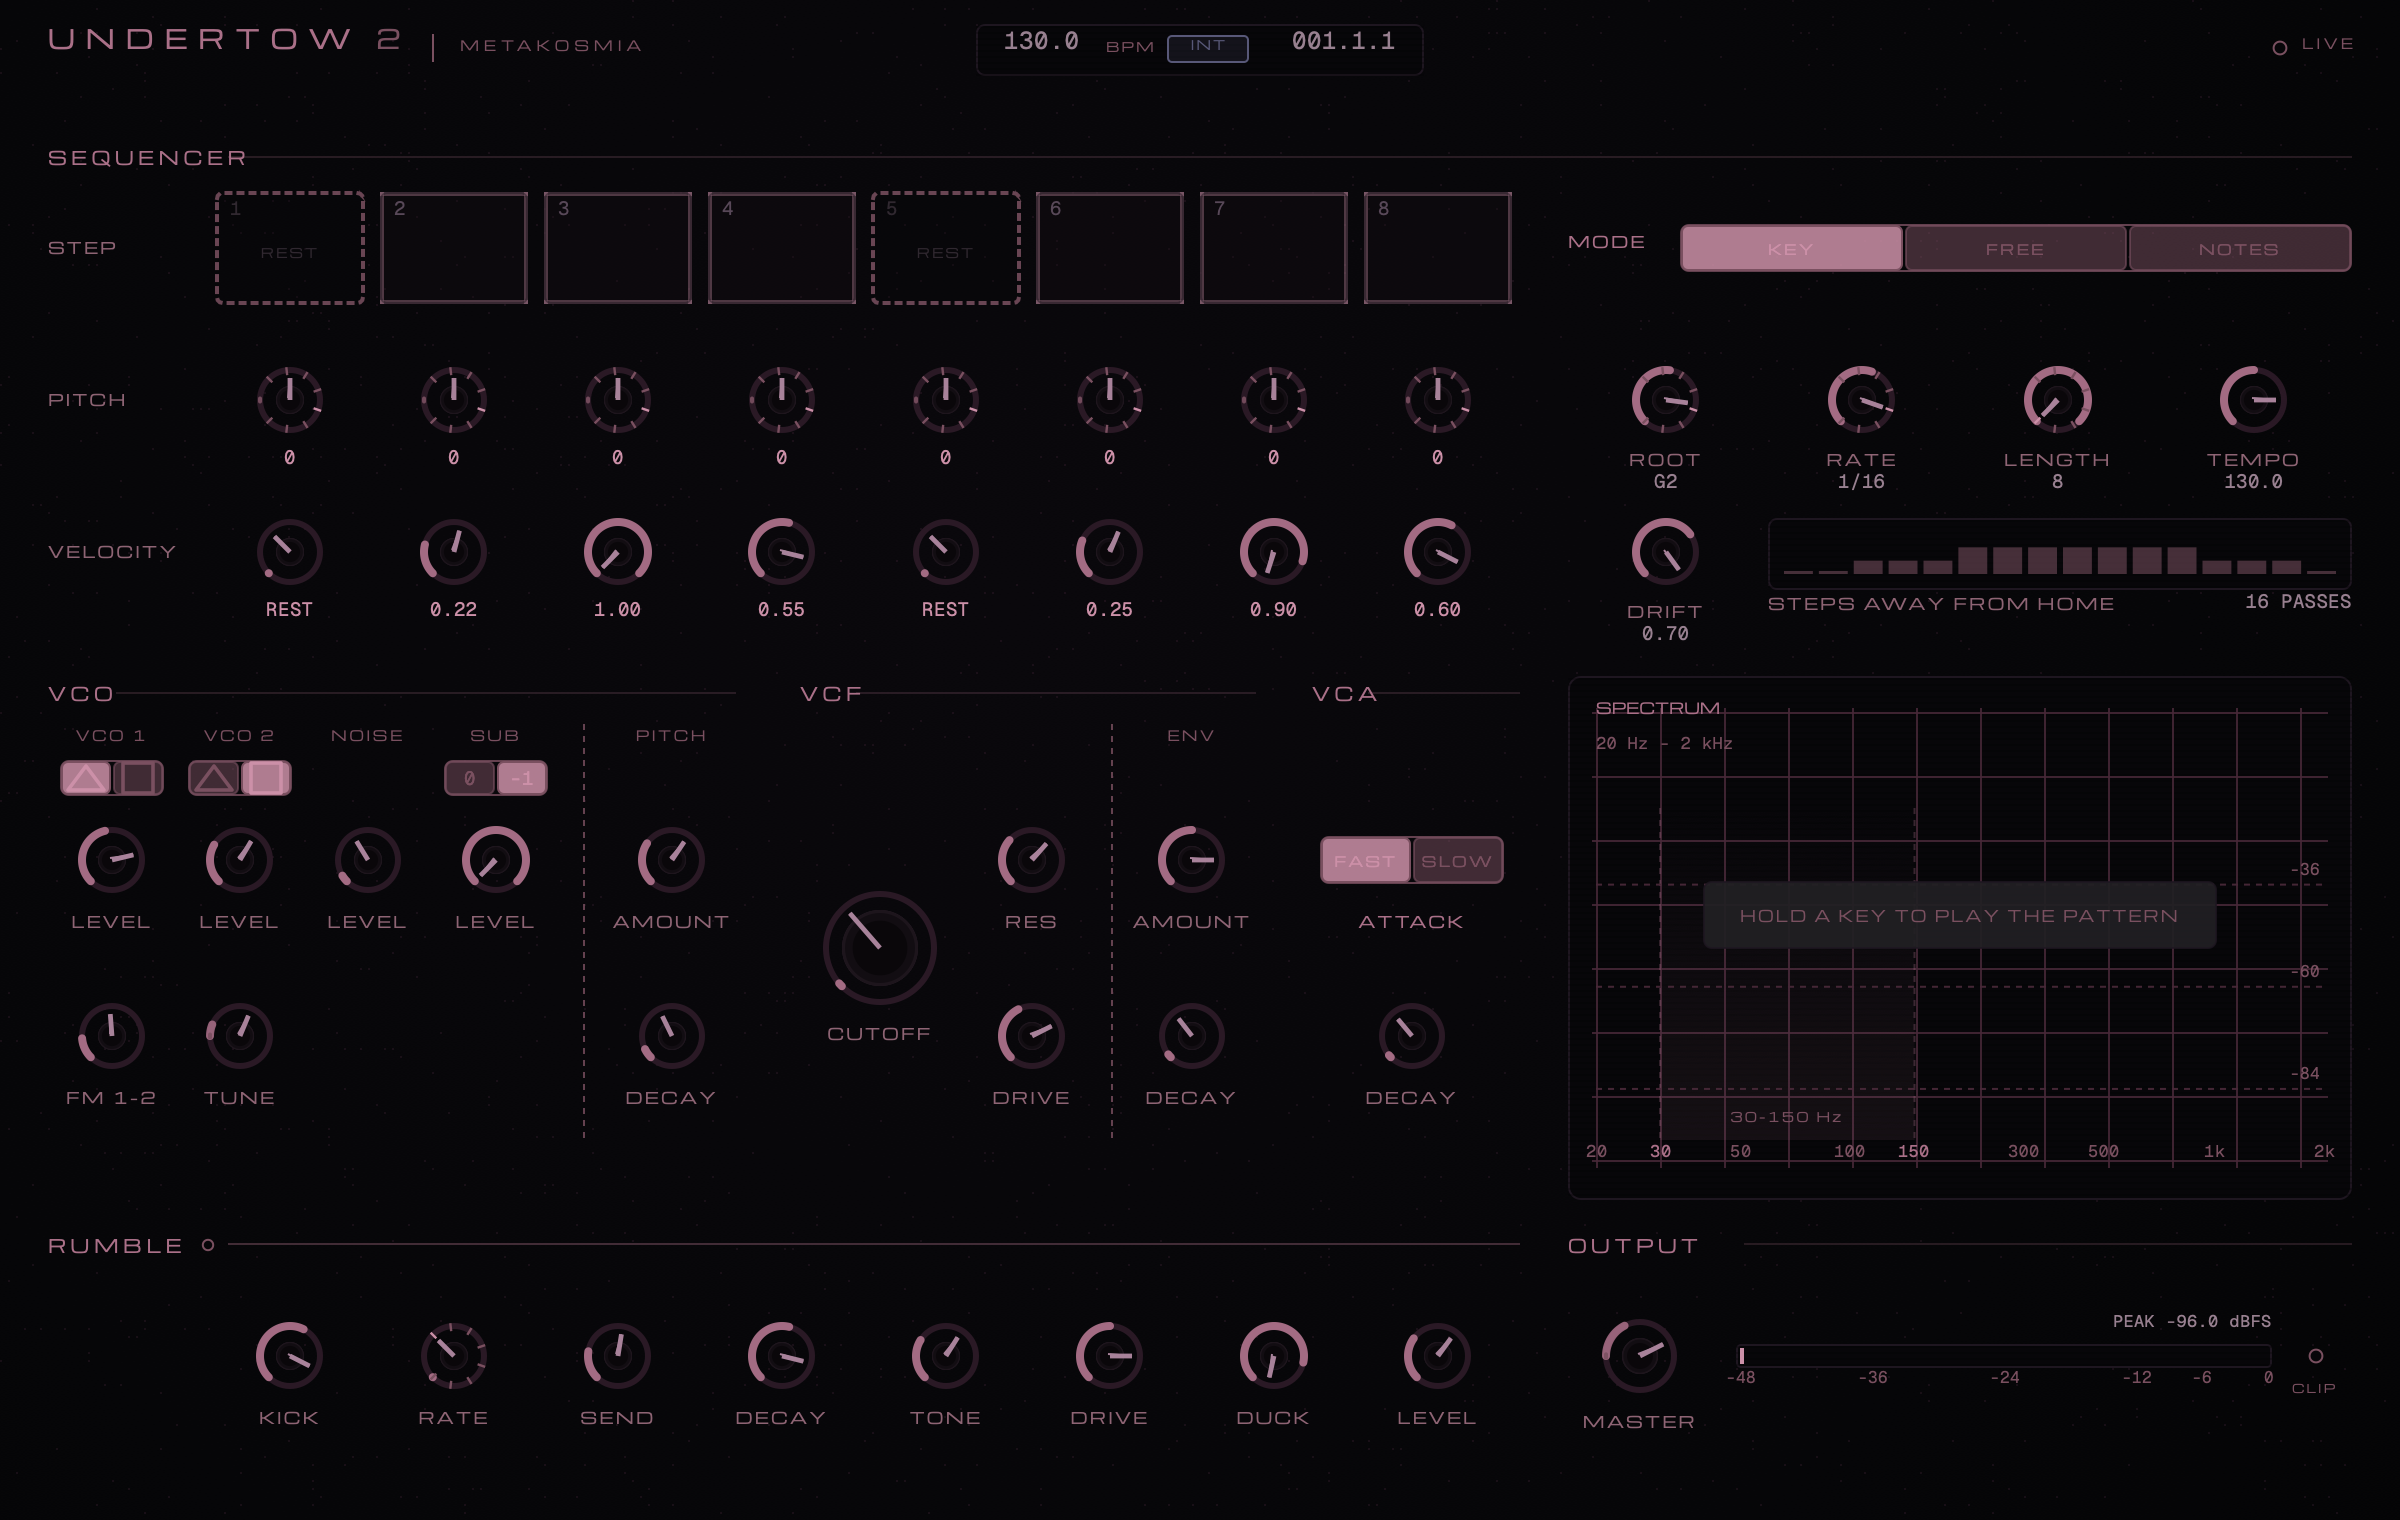 UNDERTOW 2 | METAKOSMIA
130.0 BPM INT 001.1.1
LIVE
SEQUENCER
STEP
1 REST
2
3
4
5 REST
6
7
8
MODE KEY FREE NOTES
PITCH
0 0 0 0 0 0 0 0
ROOT RATE LENGTH TEMPO
G2 1/16 8 130.0
VELOCITY
REST 0.22 1.00 0.55 REST 0.25 0.90 0.60
DRIFT
0.70
STEPS AWAY FROM HOME 16 PASSES
VCO
VCO 1 VCO 2 NOISE SUB PITCH
0 -1
LEVEL LEVEL LEVEL LEVEL AMOUNT
FM 1-2 TUNE DECAY
VCF
ENV
RES AMOUNT
CUTOFF
DRIVE DECAY
VCA
FAST SLOW
ATTACK
DECAY
SPECTRUM
20 Hz - 2 kHz
-36
HOLD A KEY TO PLAY THE PATTERN
-60
-84
30-150 Hz
20 30 50 100 150 300 500 1k 2k
RUMBLE
KICK RATE SEND DECAY TONE DRIVE DUCK LEVEL
OUTPUT
PEAK -96.0 dBFS
-48 -36 -24 -12 -6 0
CLIP
MASTER